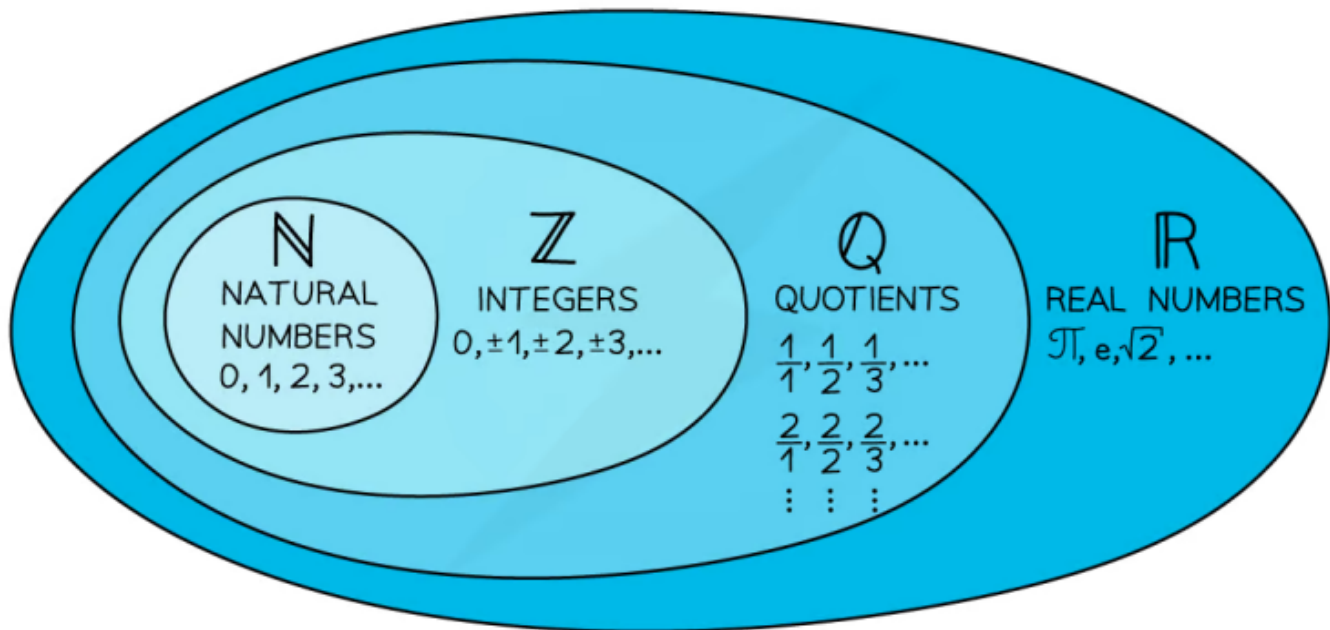 ℕ
NATURAL
NUMBERS
0, 1, 2, 3,...
ℤ
INTEGERS
0, ±1, ±2, ±3,...
ℚ
QUOTIENTS
1/1, 1/2, 1/3, ...
2/1, 2/2, 2/3, ...
⋮ ⋮ ⋮
ℝ
REAL NUMBERS
π, e, √2, ...